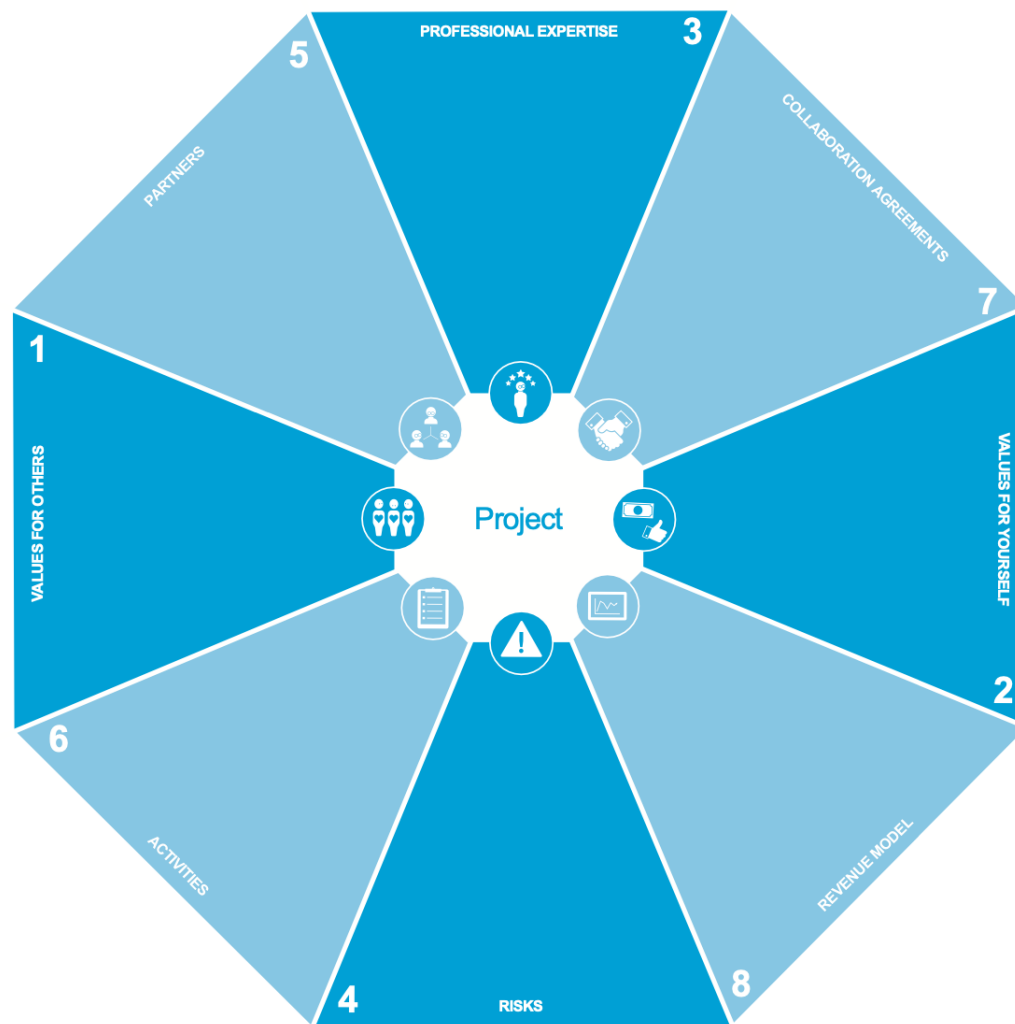 PROFESSIONAL EXPERTISE
3
5
COLLABORATION AGREEMENTS
PARTNERS
7
1
VALUES FOR OTHERS
Project
VALUES FOR YOURSELF
2
6
ACTIVITIES
REVENUE MODEL
8
4
RISKS